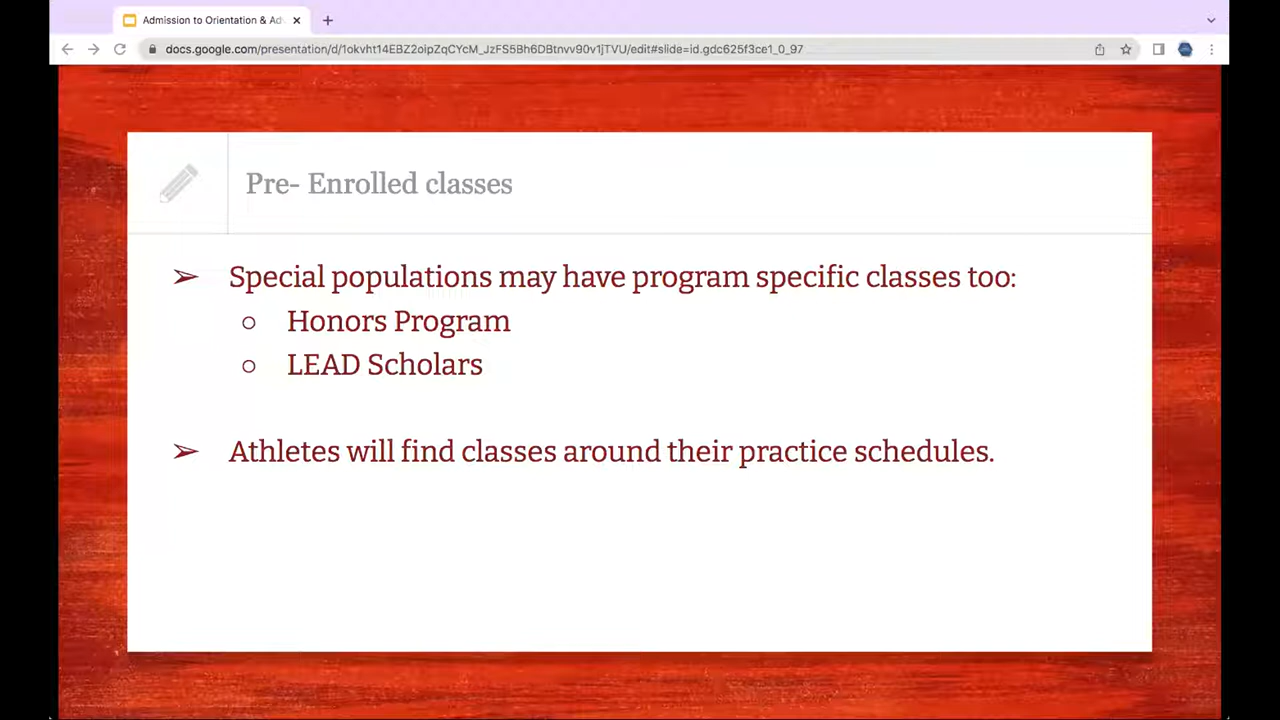 Admission to Orientation & Ad
docs.google.com/presentation/d/1okvht14EBZ2oipZqCYcM_JzFS5Bh6DBtnvv90v1jTVU/edit#slide=id.gdc625f3ce1_0_97
Pre- Enrolled classes
➢ Special populations may have program specific classes too:
○ Honors Program
○ LEAD Scholars
➢ Athletes will find classes around their practice schedules.